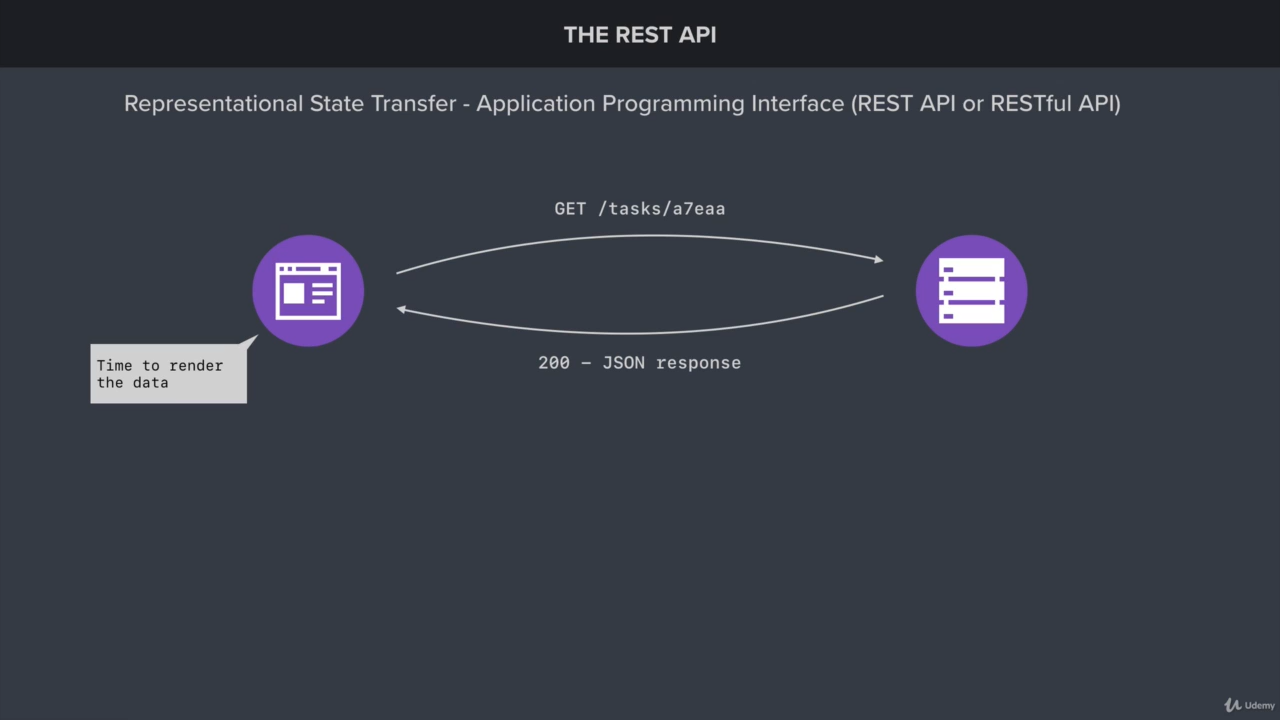 THE REST API
Representational State Transfer - Application Programming Interface (REST API or RESTful API)
GET /tasks/a7eaa
200 – JSON response
Time to render
the data
Udemy